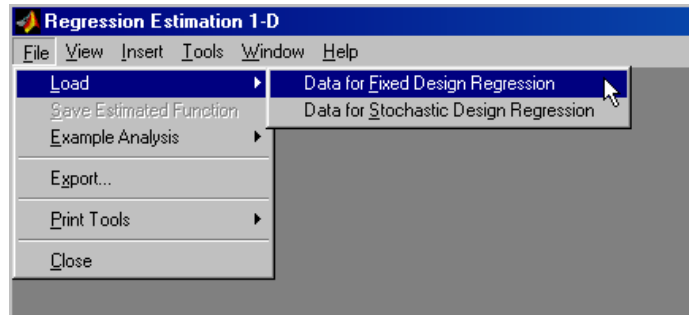 Regression Estimation 1-D
File View Insert Tools Window Help
Load
Data for Fixed Design Regression
Save Estimated Function
Data for Stochastic Design Regression
Example Analysis
Export...
Print Tools
Close